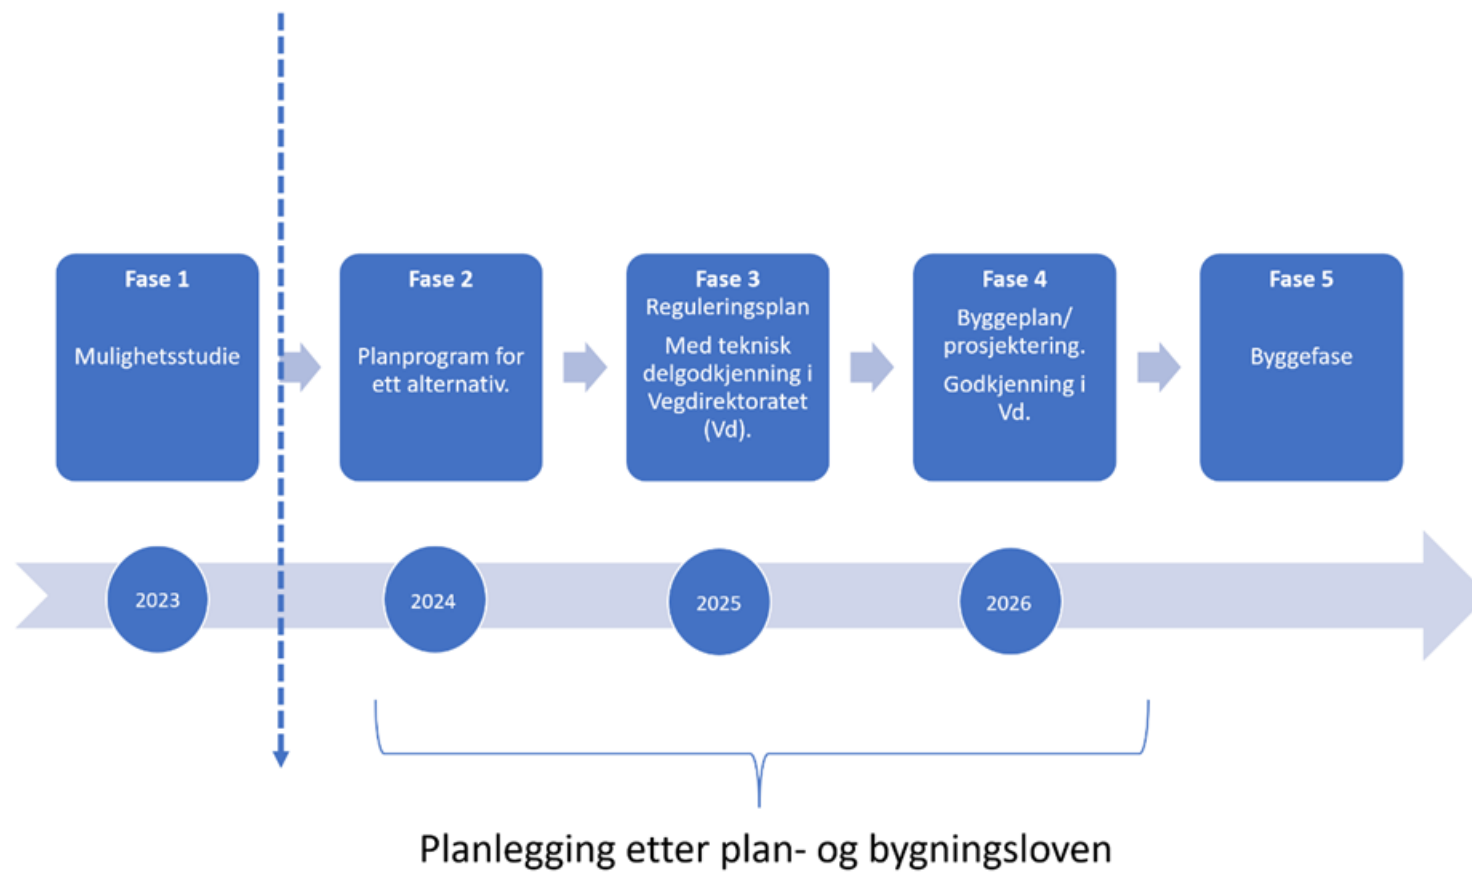 Fase 1
Mulighetsstudie
Fase 2
Planprogram for
ett alternativ.
Fase 3
Reguleringsplan
Med teknisk
delgodkjenning i
Vegdirektoratet
(Vd).
Fase 4
Byggeplan/
prosjektering.
Godkjenning i
Vd.
Fase 5
Byggefase
2023
2024
2025
2026
Planlegging etter plan- og bygningsloven